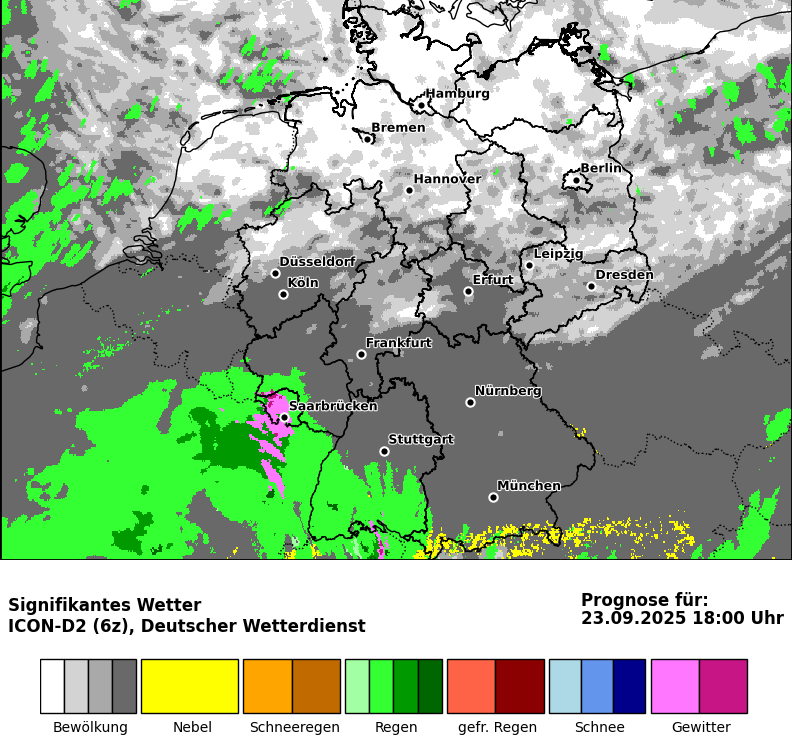 Hamburg
Bremen
Berlin
Hannover
Leipzig
Düsseldorf
Dresden
Köln
Erfurt
Frankfurt
Nürnberg
Saarbrücken
Stuttgart
München
Signifikantes Wetter
ICON-D2 (6z), Deutscher Wetterdienst
Prognose für:
23.09.2025 18:00 Uhr
Bewölkung Nebel Schneeregen Regen gefr. Regen Schnee Gewitter